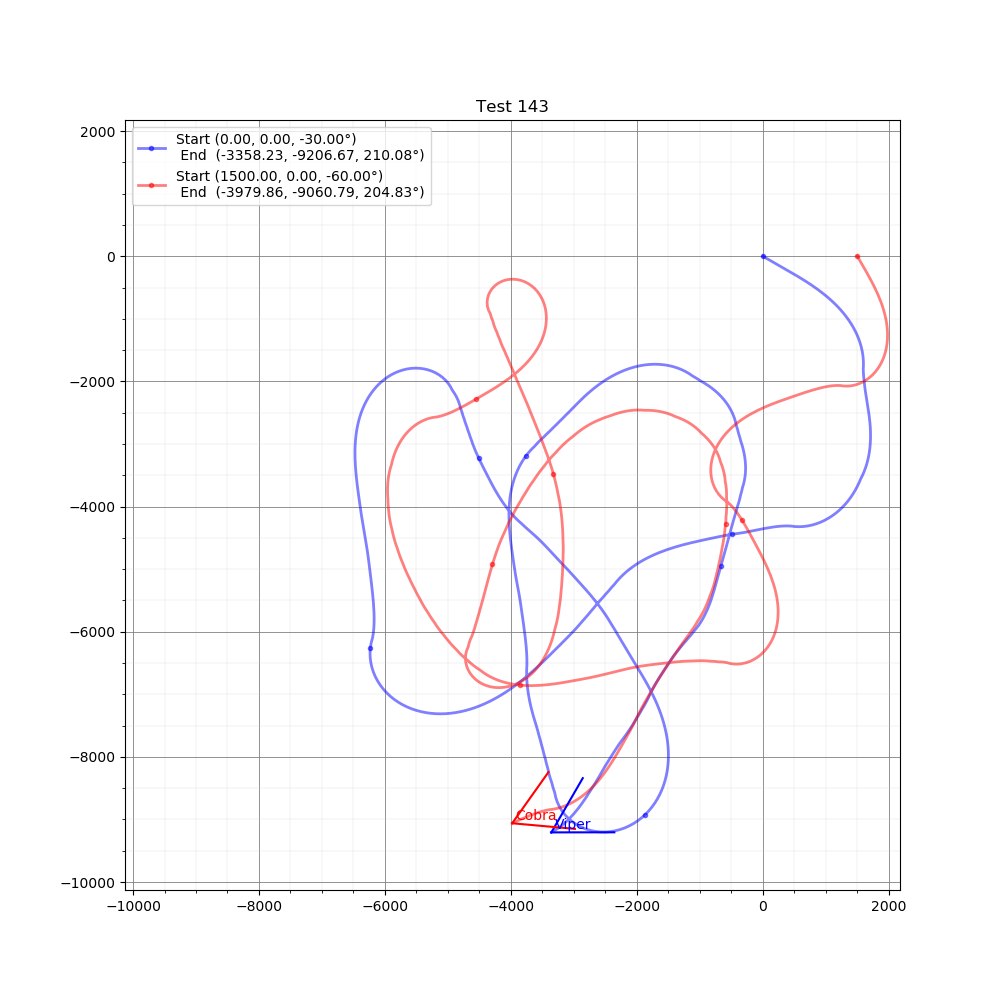 Test 143
Start (0.00, 0.00, -30.00°)
End  (-3358.23, -9206.67, 210.08°)
Start (1500.00, 0.00, -60.00°)
End  (-3979.86, -9060.79, 204.83°)
2000
0
−2000
−4000
−6000
−8000
−10000
Cobra
Viper
−10000 −8000 −6000 −4000 −2000 0 2000